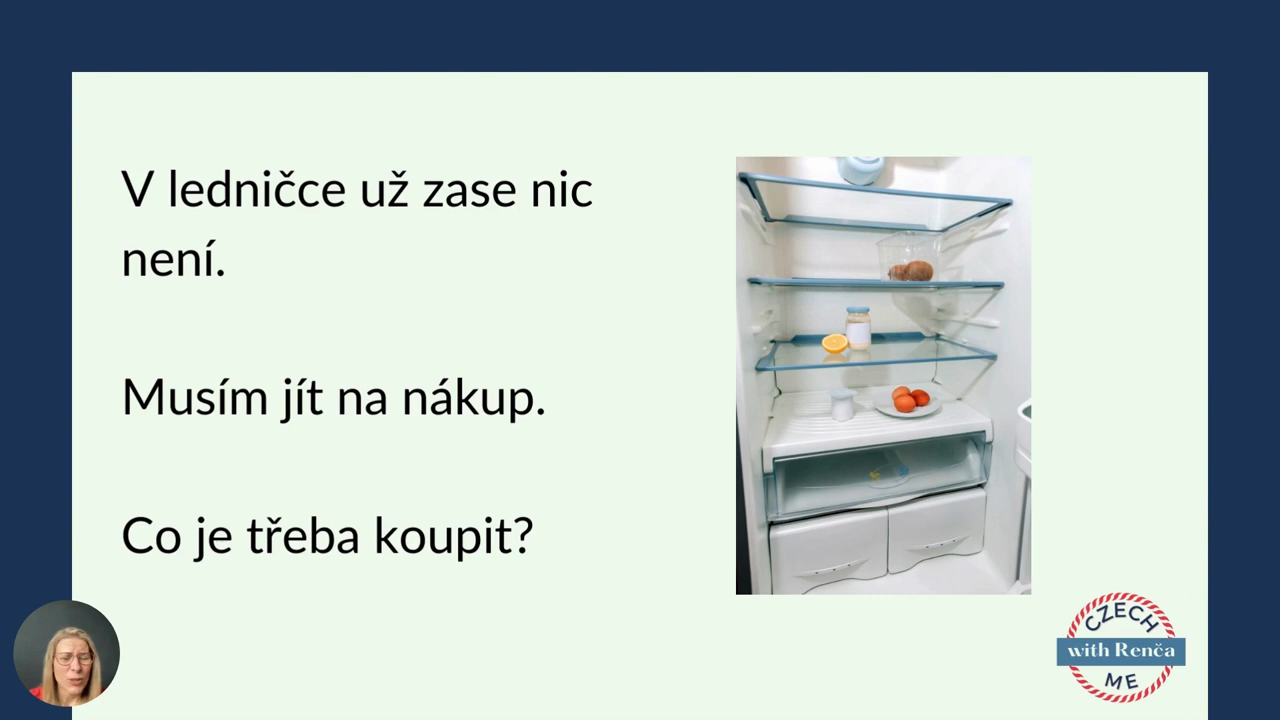 V ledničce už zase nic
není.
Musím jít na nákup.
Co je třeba koupit?
CZECH
with Renča
ME